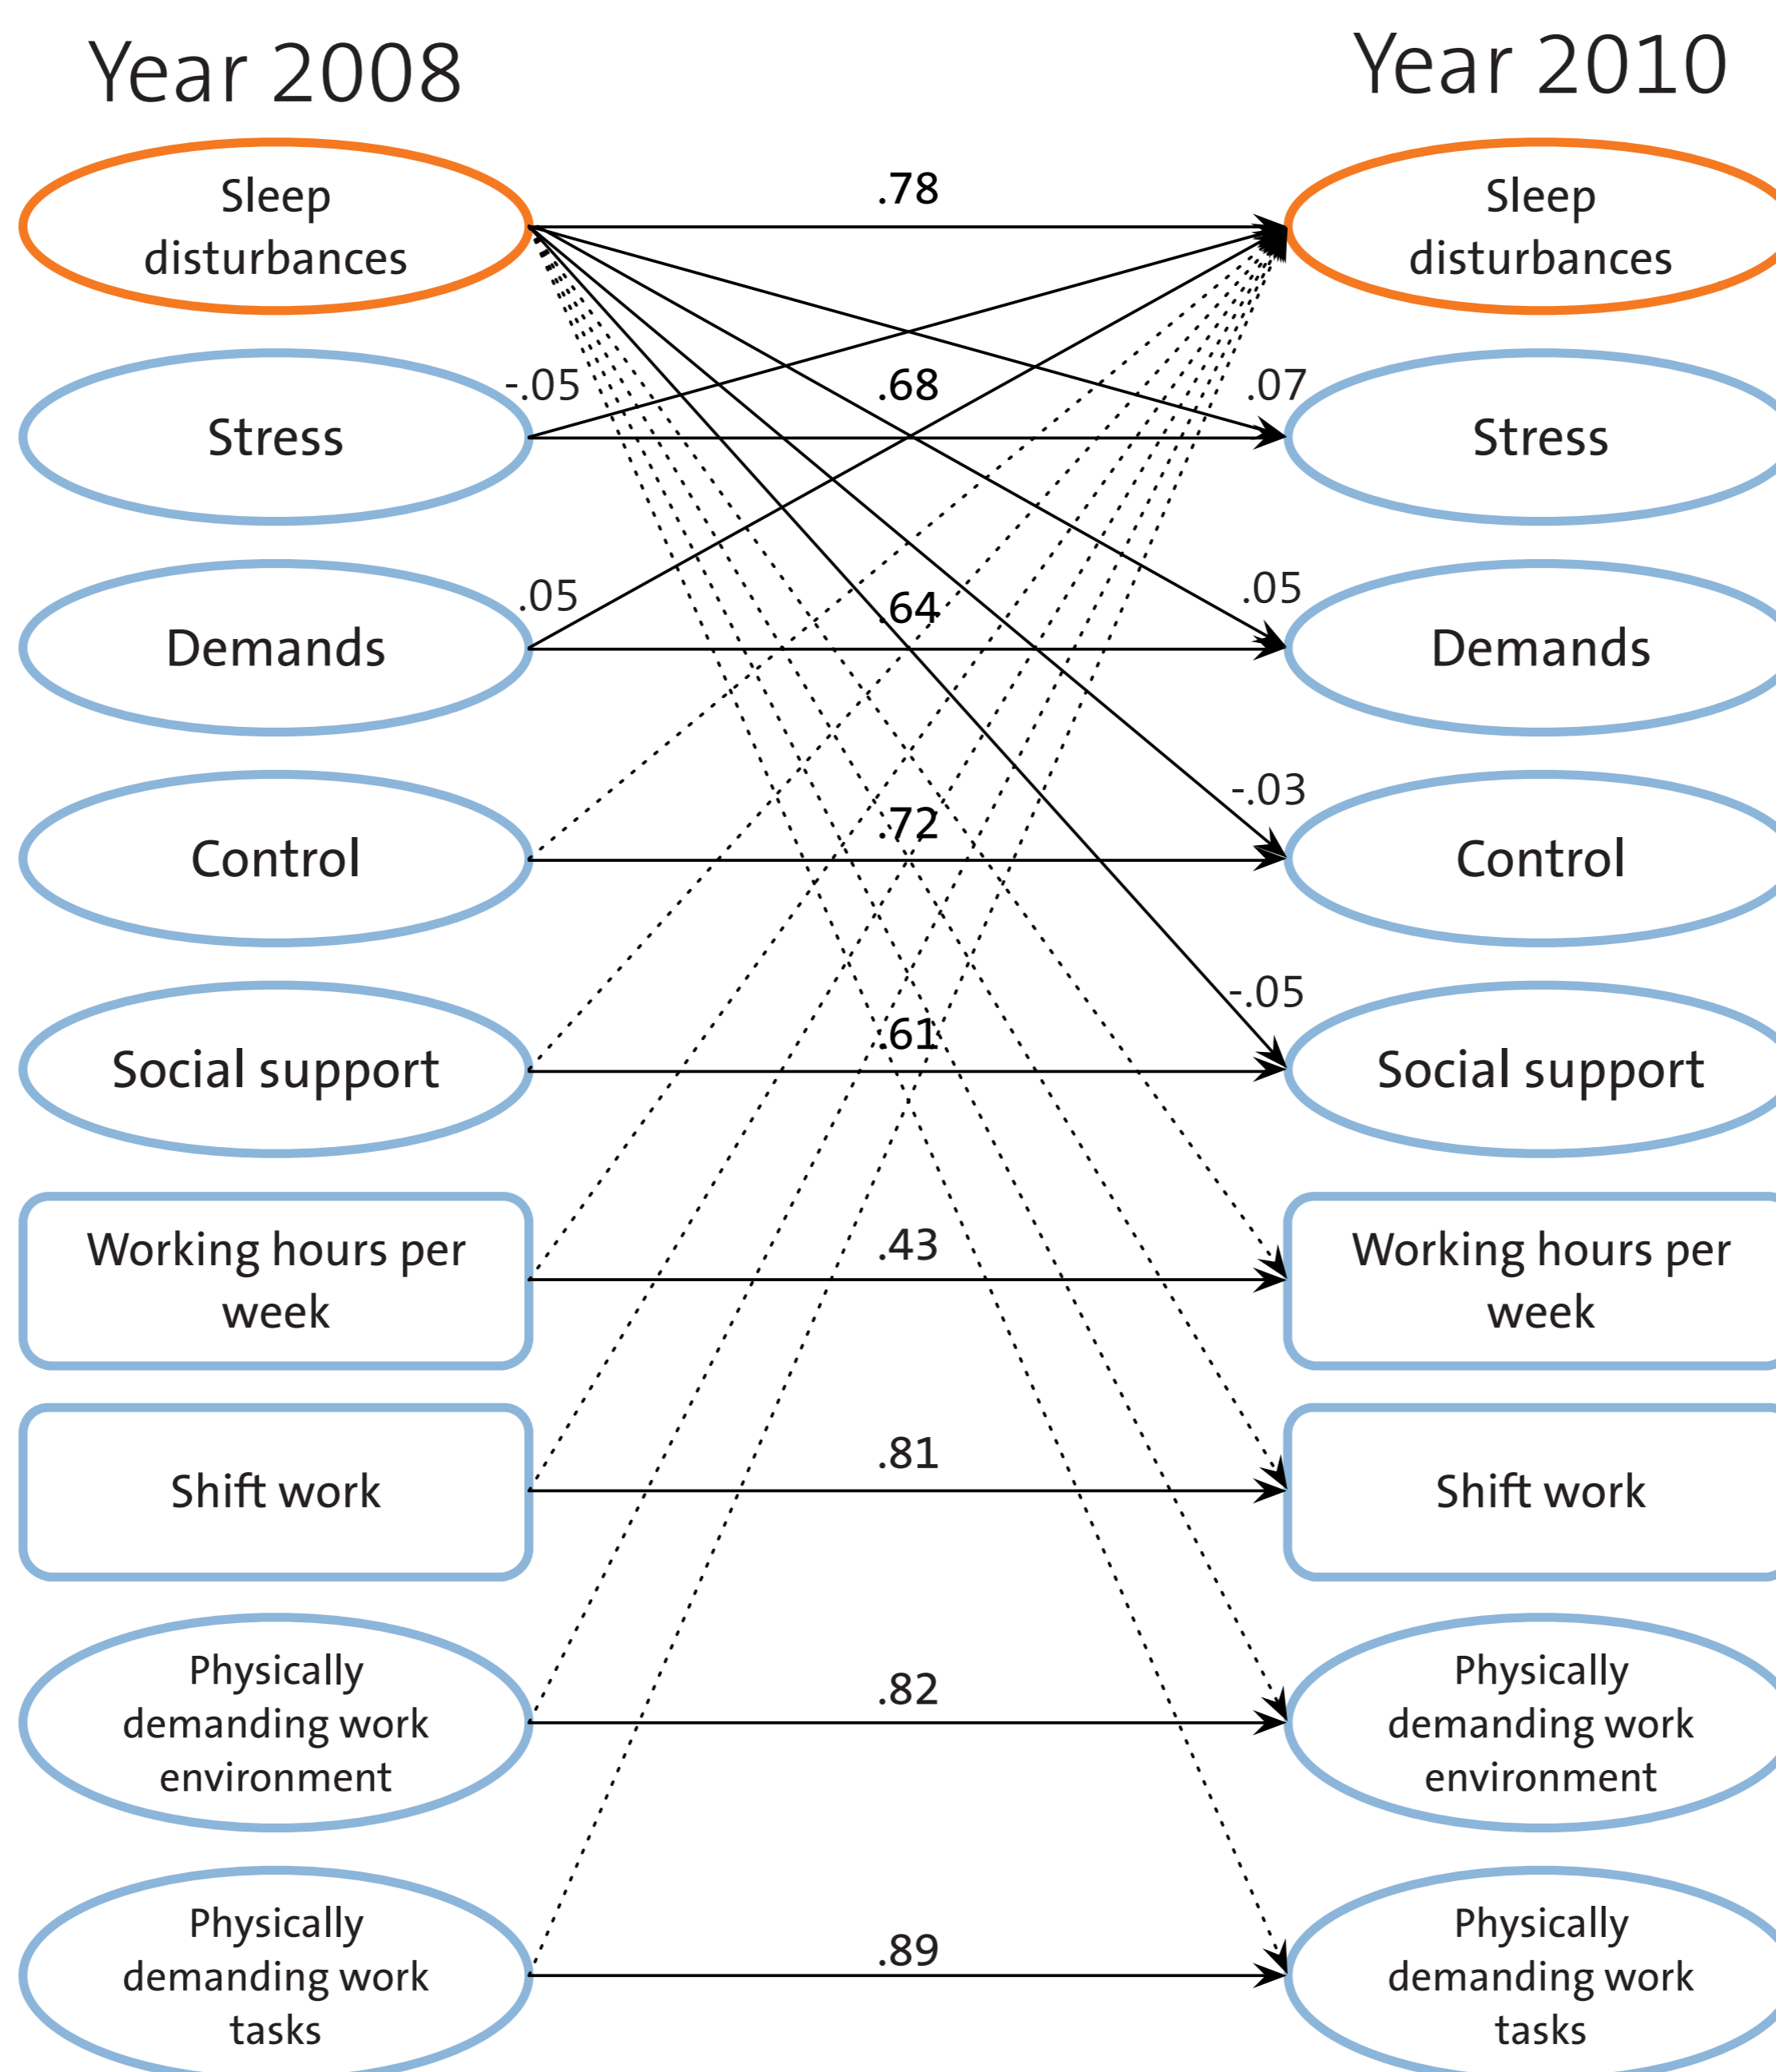 Year 2008
Year 2010
Sleep
disturbances
.78
Sleep
disturbances
Stress
-.05
.68
.07
Stress
Demands
.05
.64
.05
Demands
Control
.72
-.03
Control
Social support
.61
-.05
Social support
Working hours per
week
.43
Working hours per
week
Shift work
.81
Shift work
Physically
demanding work
environment
.82
Physically
demanding work
environment
Physically
demanding work
tasks
.89
Physically
demanding work
tasks